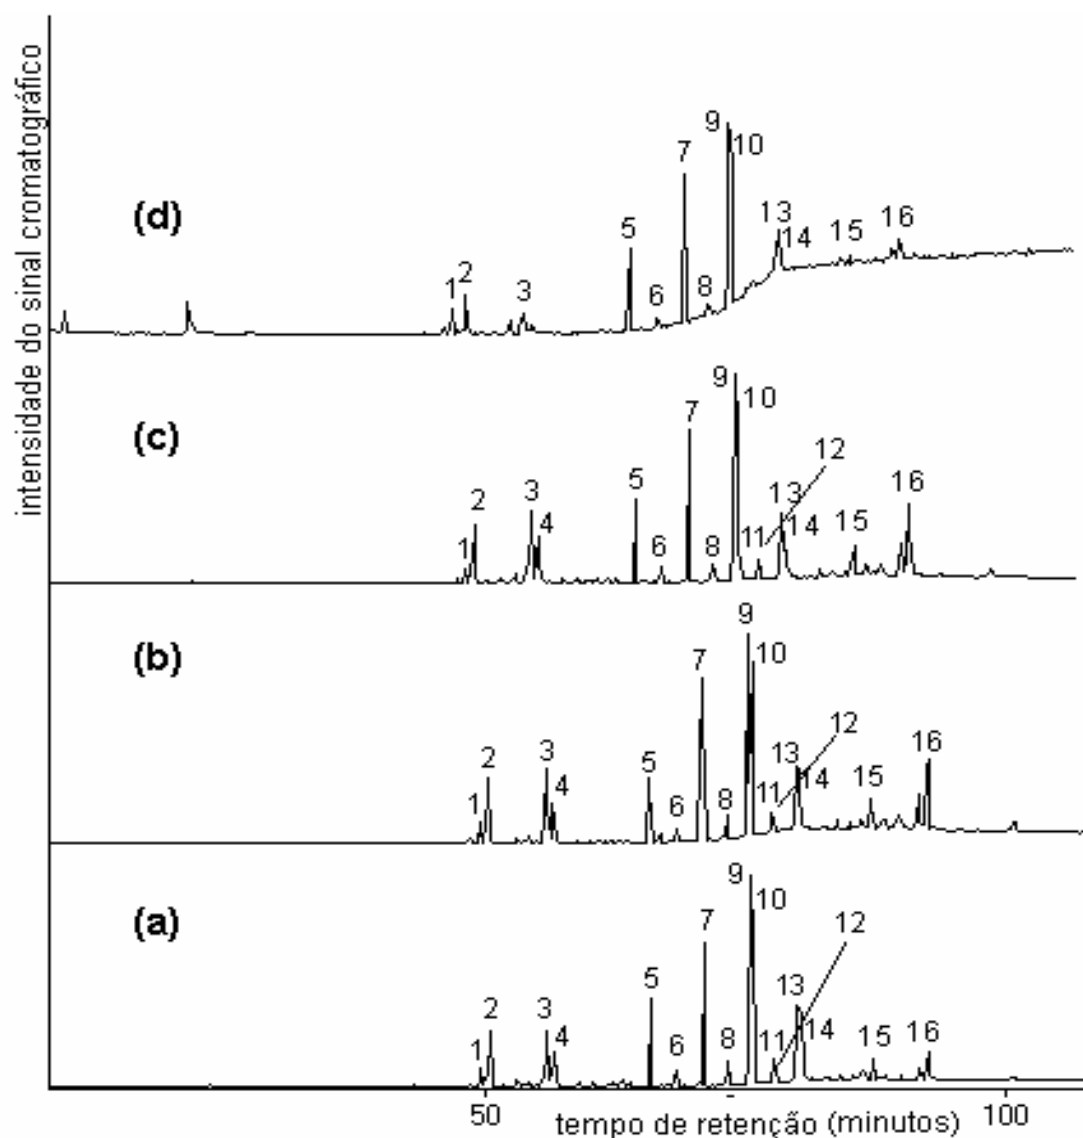 intensidade do sinal cromatográfico
(d)
1 2 3 5 6 7 8 9 10 13 14 15 16
(c)
1 2 3 4 5 6 7 8 9 10 11 12 13 14 15 16
(b)
1 2 3 4 5 6 7 8 9 10 11 12 13 14 15 16
(a)
1 2 3 4 5 6 7 8 9 10 11 12 13 14 15 16
50 tempo de retenção (minutos) 100